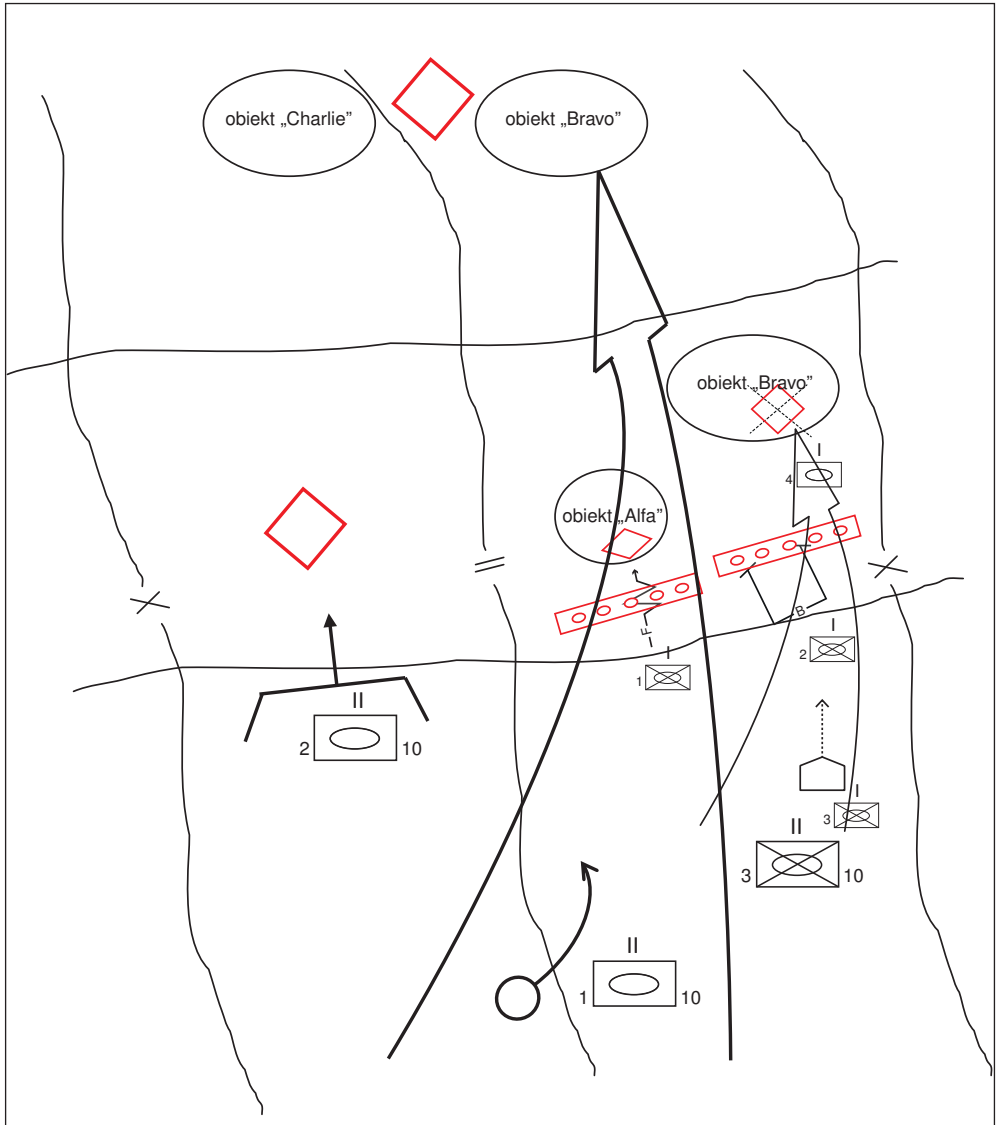 obiekt „Charlie”
obiekt „Bravo”
obiekt „Bravo”
I
4
obiekt „Alfa”
B
F
I
2
I
1
II
2 10
I
3
II
3 10
II
1 10